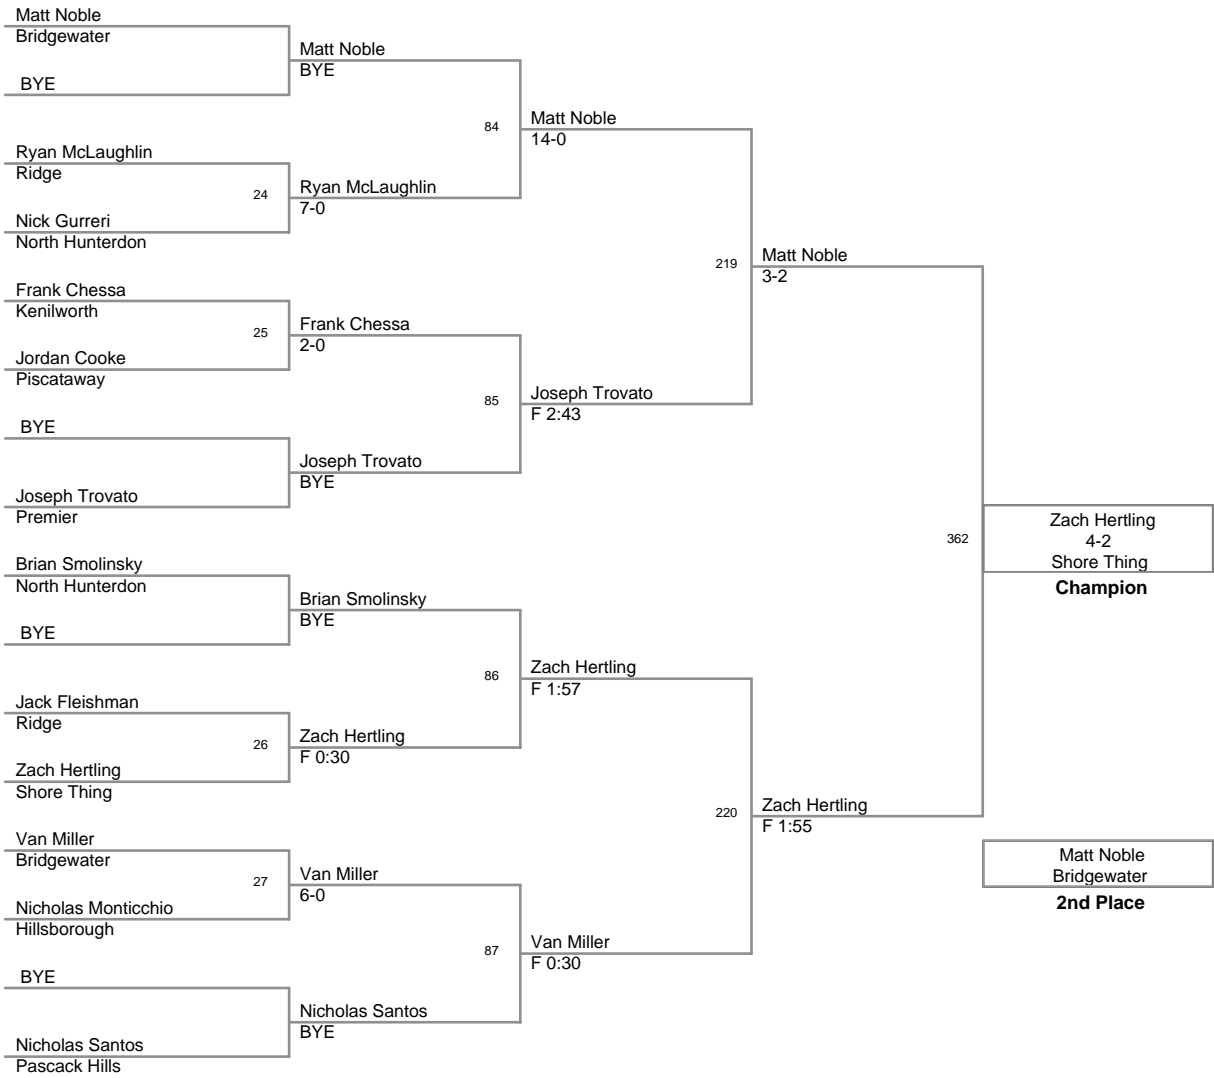 Matt Noble
Bridgewater
BYE
Ryan McLaughlin
Ridge
24
Nick Gurreri
North Hunterdon
Frank Chessa
Kenilworth
25
Jordan Cooke
Piscataway
BYE
Joseph Trovato
Premier
Brian Smolinsky
North Hunterdon
BYE
Jack Fleishman
Ridge
26
Zach Hertling
Shore Thing
Van Miller
Bridgewater
27
Nicholas Monticchio
Hillsborough
BYE
Nicholas Santos
Pascack Hills
Matt Noble
BYE
84
Ryan McLaughlin
7-0
Frank Chessa
2-0
85
Joseph Trovato
BYE
Brian Smolinsky
BYE
86
Zach Hertling
F 0:30
Van Miller
6-0
87
Nicholas Santos
BYE
Matt Noble
14-0
219
Joseph Trovato
F 2:43
Zach Hertling
F 1:57
220
Van Miller
F 0:30
Matt Noble
3-2
362
Zach Hertling
F 1:55
Zach Hertling
4-2
Shore Thing
Champion
Matt Noble
Bridgewater
2nd Place